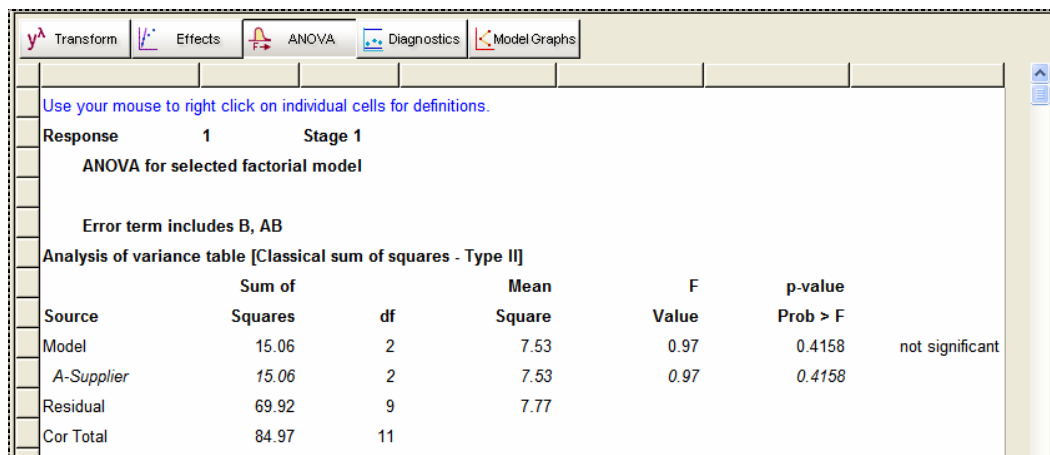 yλ Transform Effects F→ ANOVA Diagnostics Model Graphs
Use your mouse to right click on individual cells for definitions.
Response 1 Stage 1
ANOVA for selected factorial model
Error term includes B, AB
Analysis of variance table [Classical sum of squares - Type II]
Sum of Mean F p-value
Source Squares df Square Value Prob > F
Model 15.06 2 7.53 0.97 0.4158 not significant
A-Supplier 15.06 2 7.53 0.97 0.4158
Residual 69.92 9 7.77
Cor Total 84.97 11